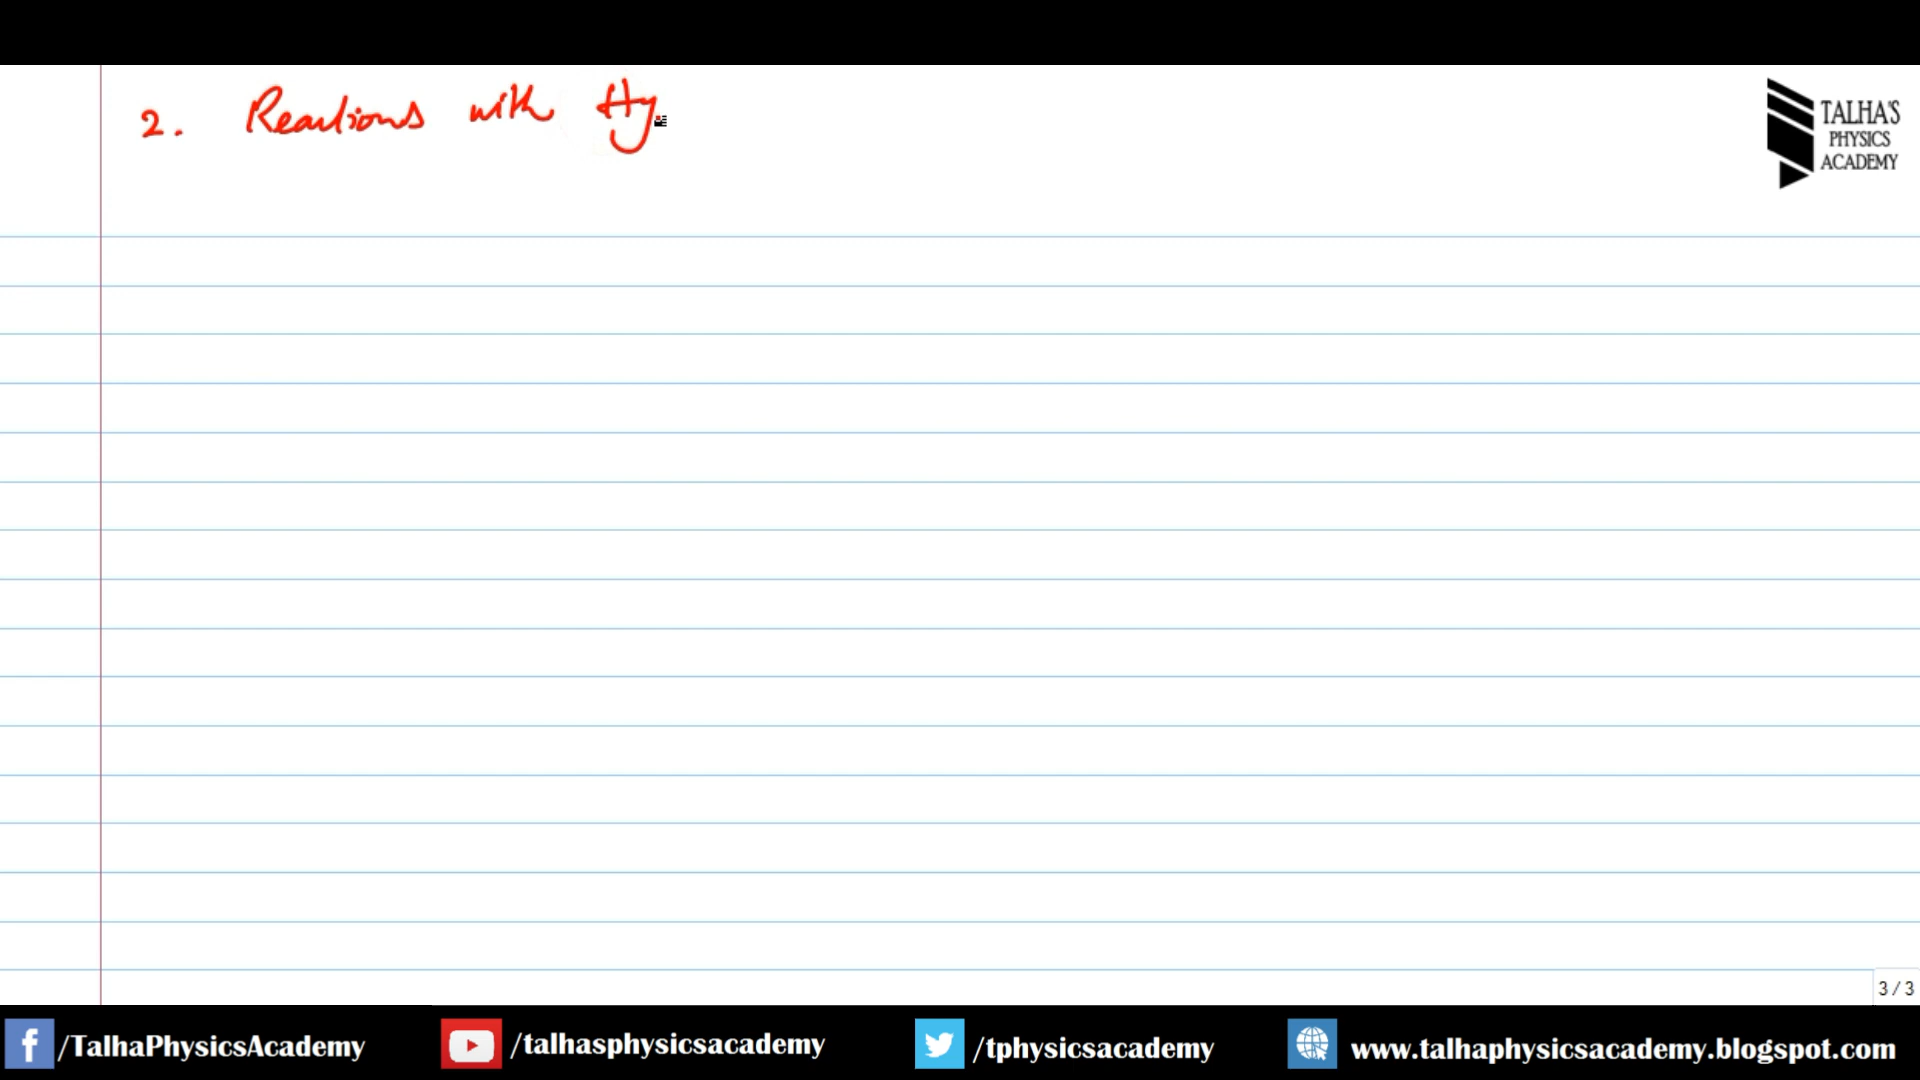 2. Reactions with Hy
TALHA'S
PHYSICS
ACADEMY
3 / 3
/TalhaPhysicsAcademy /talhasphysicsacademy /tphysicsacademy www.talhaphysicsacademy.blogspot.com